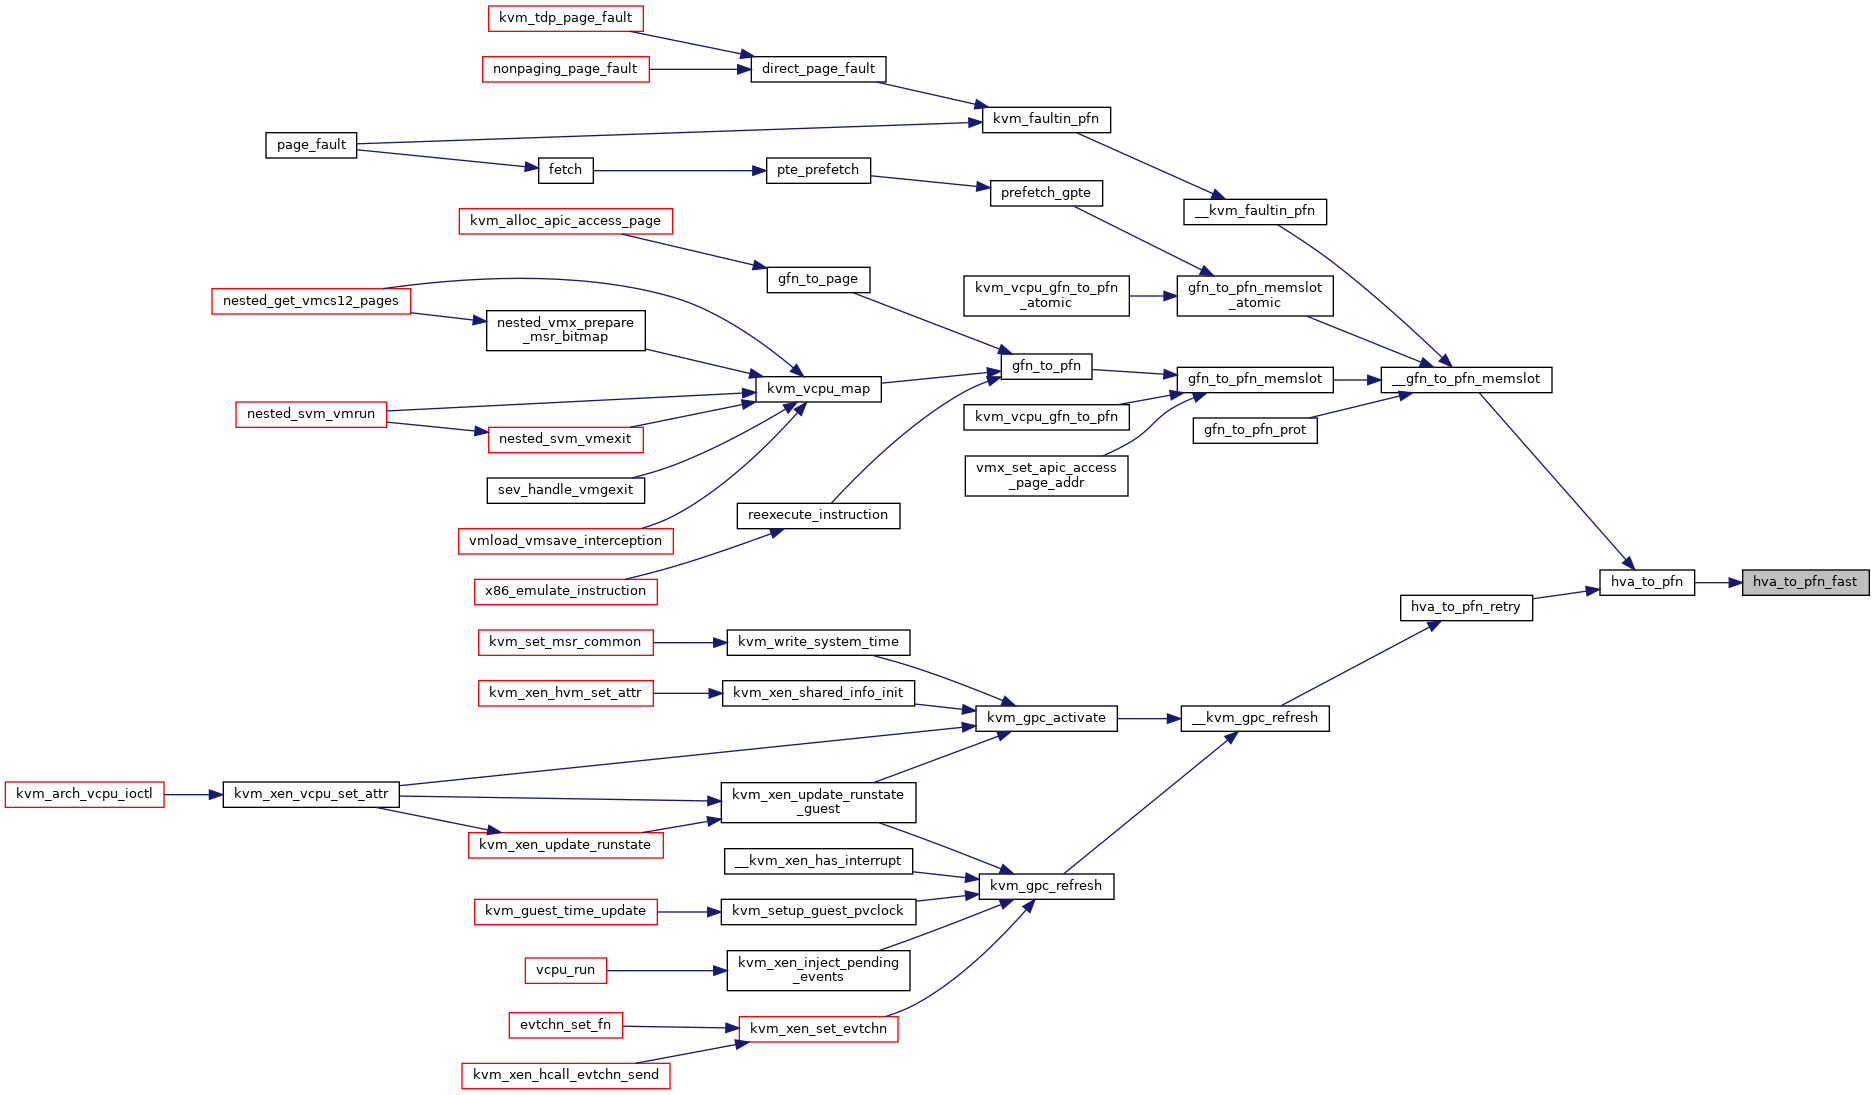 kvm_tdp_page_fault
nonpaging_page_fault
direct_page_fault
kvm_faultin_pfn
page_fault
fetch
pte_prefetch
prefetch_gpte
__kvm_faultin_pfn
kvm_alloc_apic_access_page
gfn_to_page
kvm_vcpu_gfn_to_pfn
_atomic
gfn_to_pfn_memslot
_atomic
nested_get_vmcs12_pages
nested_vmx_prepare
_msr_bitmap
gfn_to_pfn
kvm_vcpu_map
gfn_to_pfn_memslot
__gfn_to_pfn_memslot
nested_svm_vmrun
kvm_vcpu_gfn_to_pfn
gfn_to_pfn_prot
nested_svm_vmexit
vmx_set_apic_access
_page_addr
sev_handle_vmgexit
reexecute_instruction
vmload_vmsave_interception
x86_emulate_instruction
hva_to_pfn
hva_to_pfn_fast
hva_to_pfn_retry
kvm_set_msr_common
kvm_write_system_time
kvm_xen_hvm_set_attr
kvm_xen_shared_info_init
kvm_gpc_activate
__kvm_gpc_refresh
kvm_arch_vcpu_ioctl
kvm_xen_vcpu_set_attr
kvm_xen_update_runstate
_guest
kvm_xen_update_runstate
__kvm_xen_has_interrupt
kvm_gpc_refresh
kvm_guest_time_update
kvm_setup_guest_pvclock
vcpu_run
kvm_xen_inject_pending
_events
evtchn_set_fn
kvm_xen_set_evtchn
kvm_xen_hcall_evtchn_send